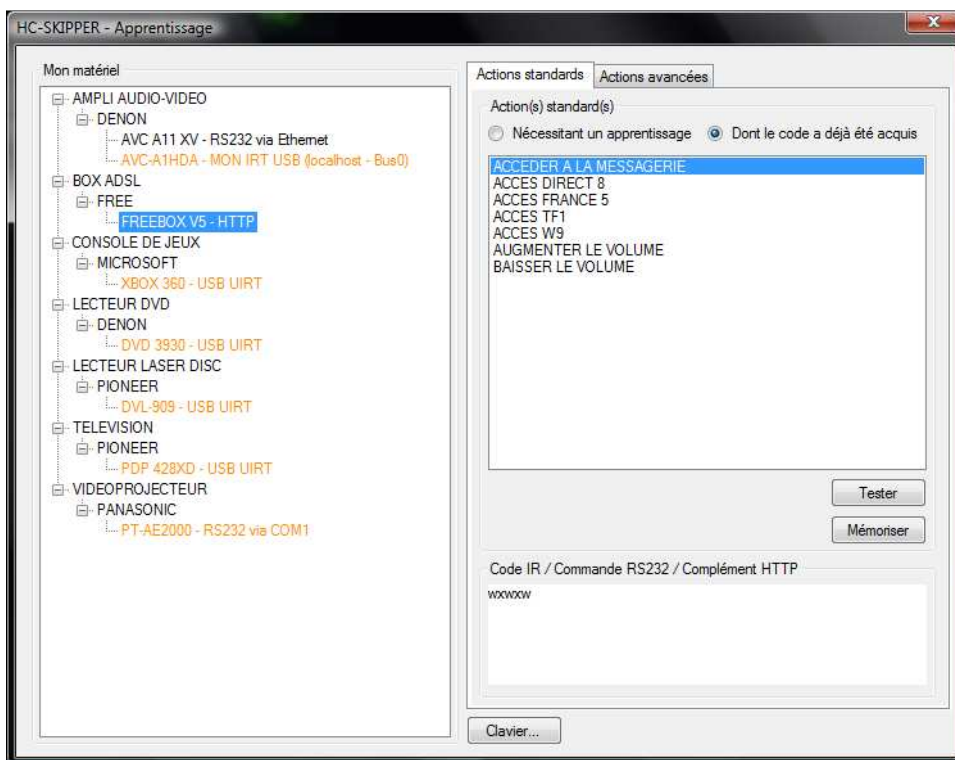 HC-SKIPPER - Apprentissage
Mon matériel
AMPLI AUDIO-VIDEO
DENON
AVC A11 XV - RS232 via Ethernet
AVC-A1HDA - MON IRT USB (localhost - Bus0)
BOX ADSL
FREE
FREEBOX V5 - HTTP
CONSOLE DE JEUX
MICROSOFT
XBOX 360 - USB UIRT
LECTEUR DVD
DENON
DVD 3930 - USB UIRT
LECTEUR LASER DISC
PIONEER
DVL-909 - USB UIRT
TELEVISION
PIONEER
PDP 428XD - USB UIRT
VIDEOPROJECTEUR
PANASONIC
PT-AE2000 - RS232 via COM1
Actions standards Actions avancées
Action(s) standard(s)
Nécessitant un apprentissage Dont le code a déjà été acquis
ACCEDER A LA MESSAGERIE
ACCES DIRECT 8
ACCES FRANCE 5
ACCES TF1
ACCES W9
AUGMENTER LE VOLUME
BAISSER LE VOLUME
Tester
Mémoriser
Code IR / Commande RS232 / Complément HTTP
wxwxw
Clavier...